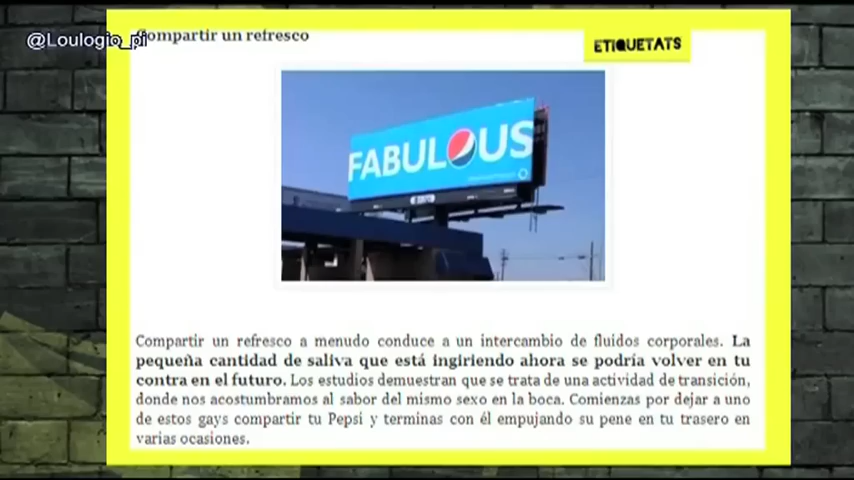 @Loulogio_pi
Compartir un refresco
ETIQUETATS
FABULOUS
Compartir un refresco a menudo conduce a un intercambio de fluidos corporales. La
pequeña cantidad de saliva que está ingiriendo ahora se podría volver en tu
contra en el futuro. Los estudios demuestran que se trata de una actividad de transición,
donde nos acostumbramos al sabor del mismo sexo en la boca. Comienzas por dejar a uno
de estos gays compartir tu Pepsi y terminas con él empujando su pene en tu trasero en
varias ocasiones.